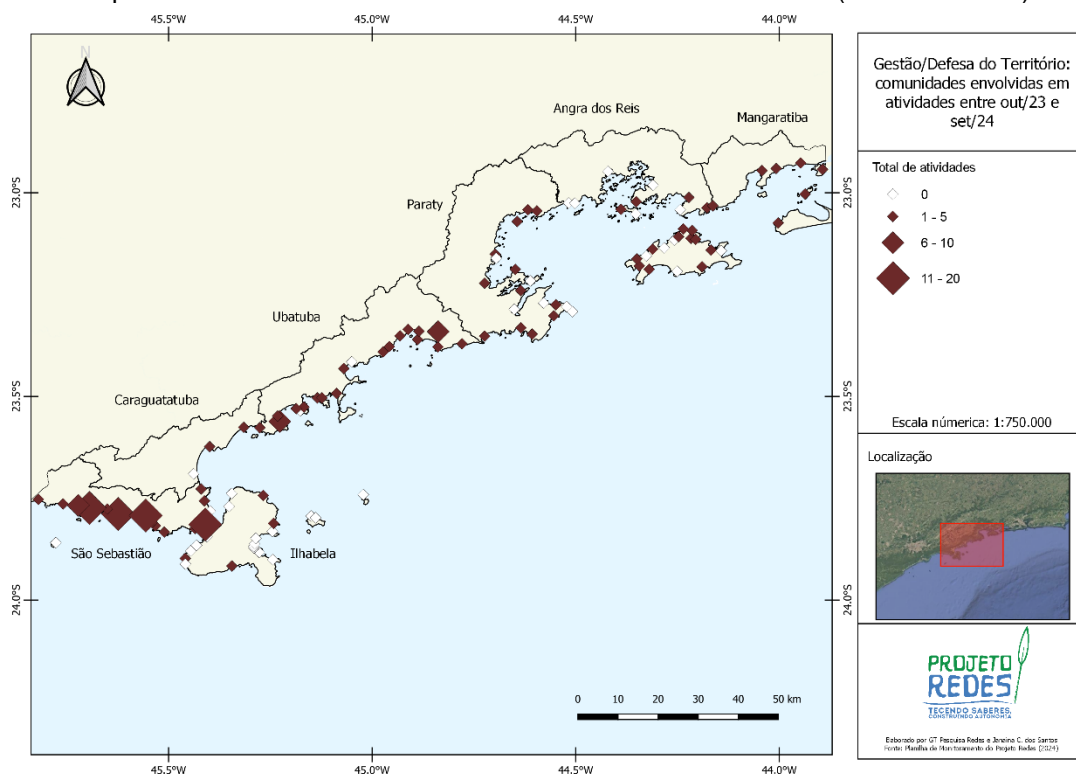 45.5°W 45.0°W 44.5°W 44.0°W
N
Angra dos Reis
Mangaratiba
23.0°S 23.0°S
Paraty
Ubatuba
23.5°S 23.5°S
Caraguatatuba
São Sebastião
Ilhabela
24.0°S 24.0°S
0 10 20 30 40 50 km
45.5°W 45.0°W 44.5°W 44.0°W
Gestão/Defesa do Território:
comunidades envolvidas em
atividades entre out/23 e
set/24
Total de atividades
0
1 - 5
6 - 10
11 - 20
Escala númerica: 1:750.000
Localização
PROJETO
REDES
TECENDO SABERES,
CONSTRUINDO AUTONOMIA
Elaborado por GT Pesquisa Redes e Janaina C. dos Santos
Fonte: Planilha de Monitoramento do Projeto Redes (2024)